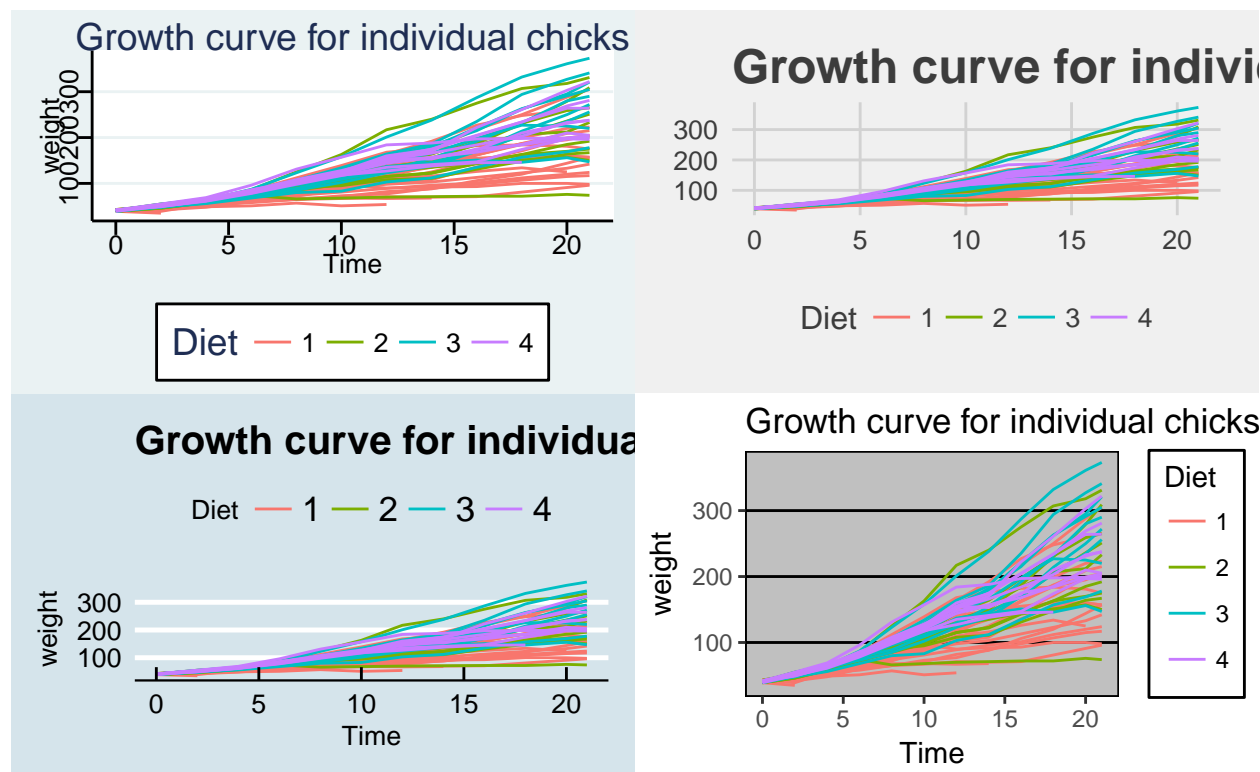 Growth curve for individual chicks
weight
300
200
100
0 5 10 15 20
Time
Diet 1 2 3 4
Growth curve for indivi
300
200
100
0 5 10 15 20
Diet 1 2 3 4
Growth curve for individua
Diet 1 2 3 4
weight
300
200
100
0 5 10 15 20
Time
Growth curve for individual chicks
weight
300
200
100
0 5 10 15 20
Time
Diet
1
2
3
4